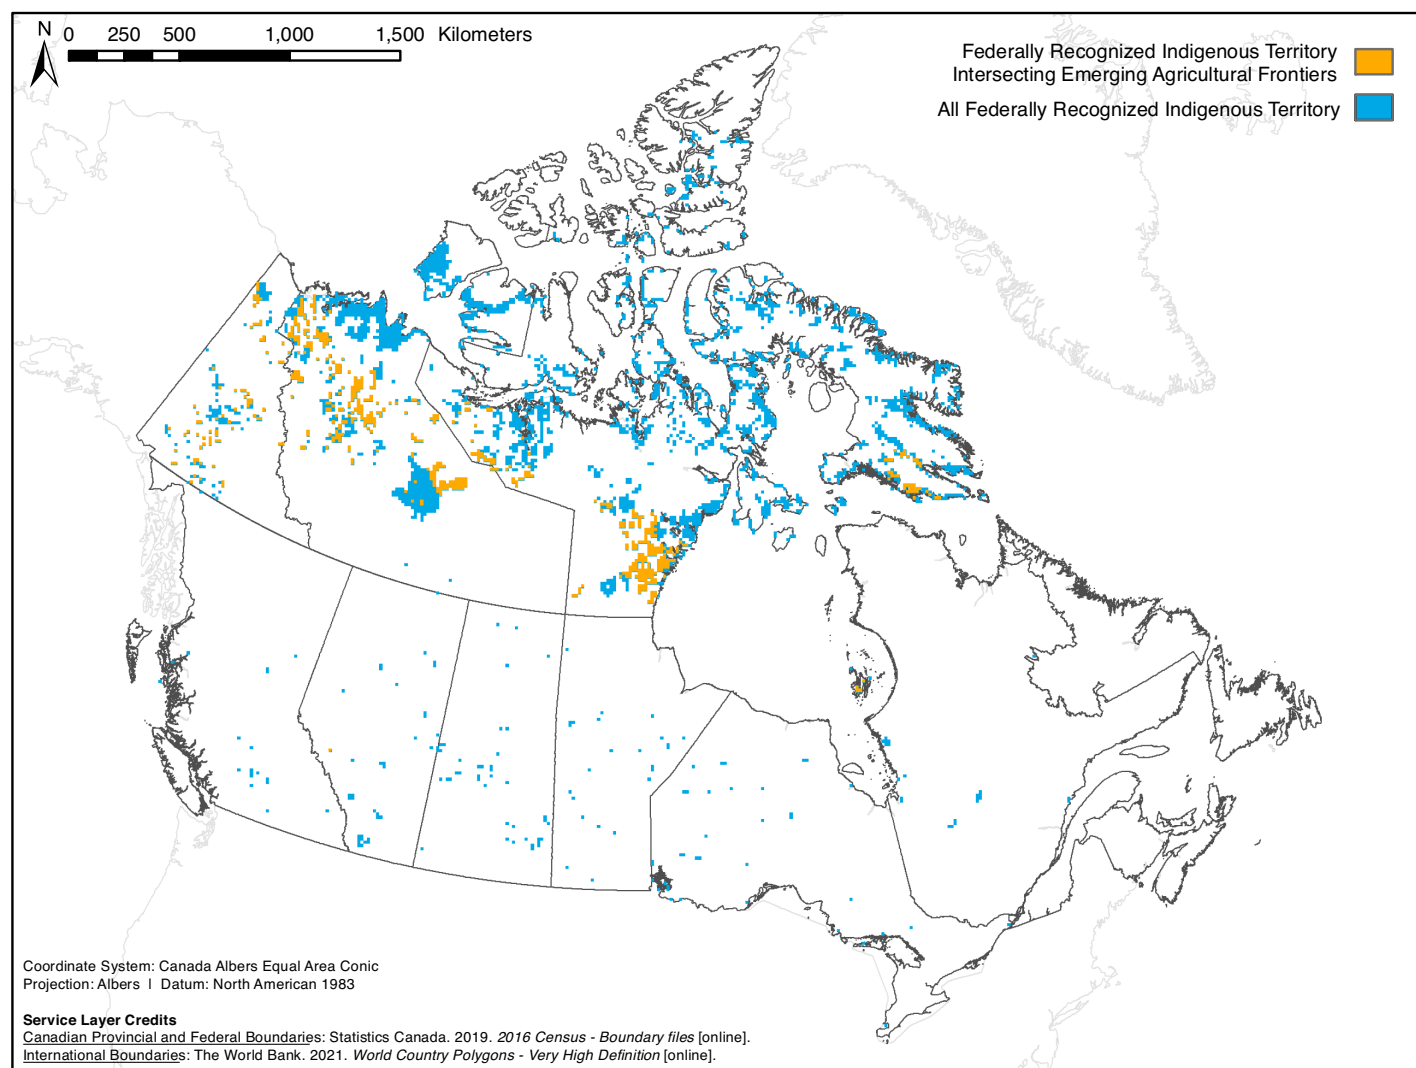 N
0 250 500 1,000 1,500 Kilometers
Federally Recognized Indigenous Territory
Intersecting Emerging Agricultural Frontiers
All Federally Recognized Indigenous Territory
Coordinate System: Canada Albers Equal Area Conic
Projection: Albers | Datum: North American 1983
Service Layer Credits
Canadian Provincial and Federal Boundaries: Statistics Canada. 2019. 2016 Census - Boundary files [online].
International Boundaries: The World Bank. 2021. World Country Polygons - Very High Definition [online].